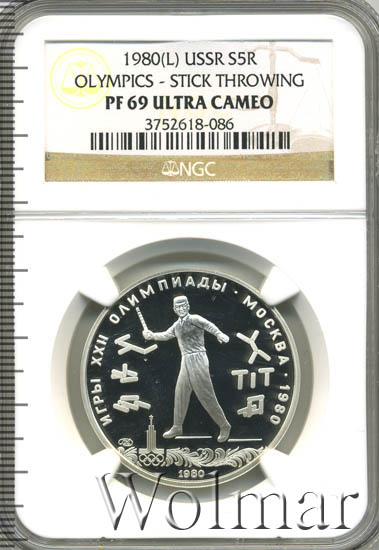 1980(L) USSR S5R
OLYMPICS - STICK THROWING
PF 69 ULTRA CAMEO
3752618-086
NGC
ИГРЫ XXII ОЛИМПИАДЫ · МОСКВА · 1980
1980
Wolmar